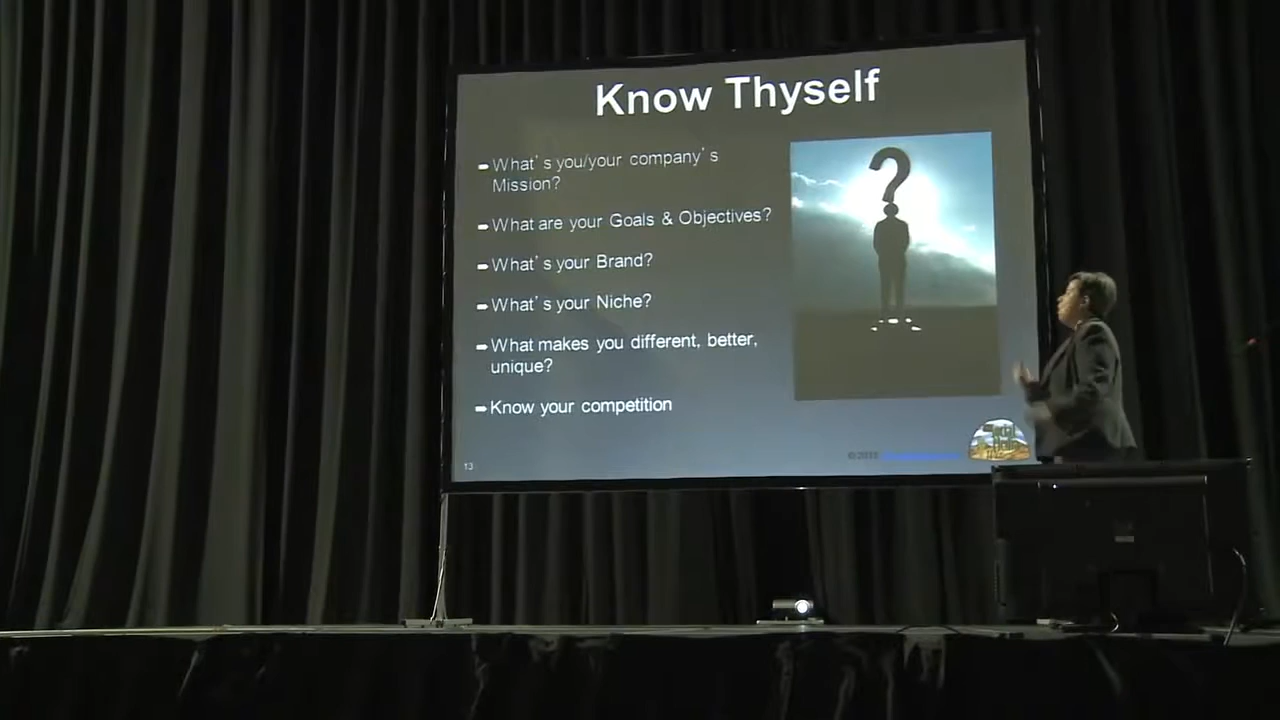 Know Thyself
What's you/your company's
Mission?
What are your Goals & Objectives?
What's your Brand?
What's your Niche?
What makes you different, better,
unique?
Know your competition
13
©